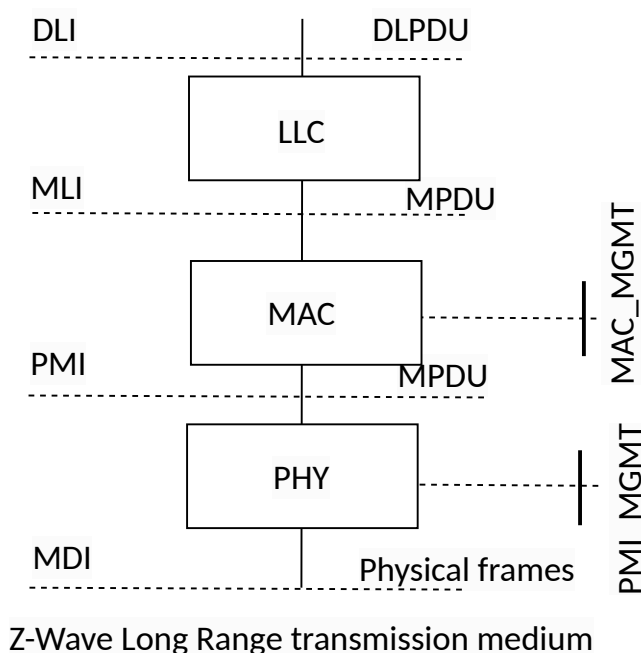 DLI
DLPDU
LLC
MLI
MPDU
MAC
MAC_MGMT
PMI
MPDU
PHY
PMI_MGMT
MDI
Physical frames
Z-Wave Long Range transmission medium